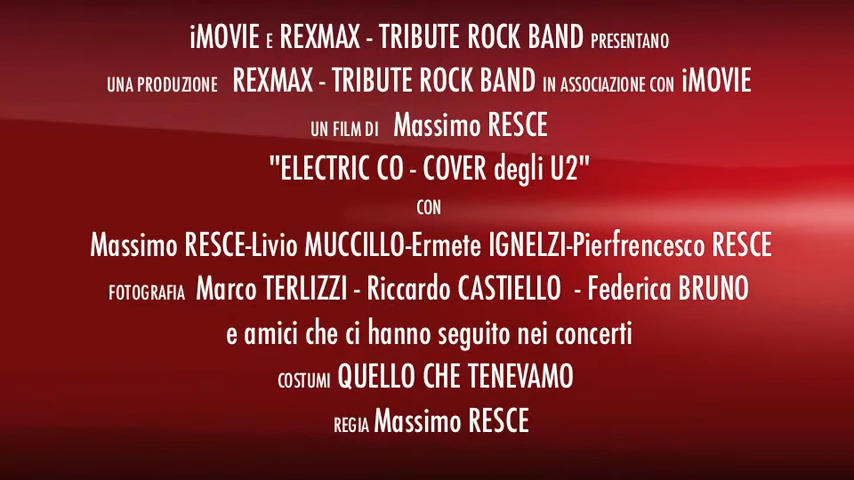 iMOVIE E REXMAX - TRIBUTE ROCK BAND PRESENTANO
UNA PRODUZIONE REXMAX - TRIBUTE ROCK BAND IN ASSOCIAZIONE CON iMOVIE
UN FILM DI Massimo RESCE
"ELECTRIC CO - COVER degli U2"
CON
Massimo RESCE-Livio MUCCILLO-Ermete IGNELZI-Pierfrencesco RESCE
FOTOGRAFIA Marco TERLIZZI - Riccardo CASTIELLO - Federica BRUNO
e amici che ci hanno seguito nei concerti
COSTUMI QUELLO CHE TENEVAMO
REGIA Massimo RESCE